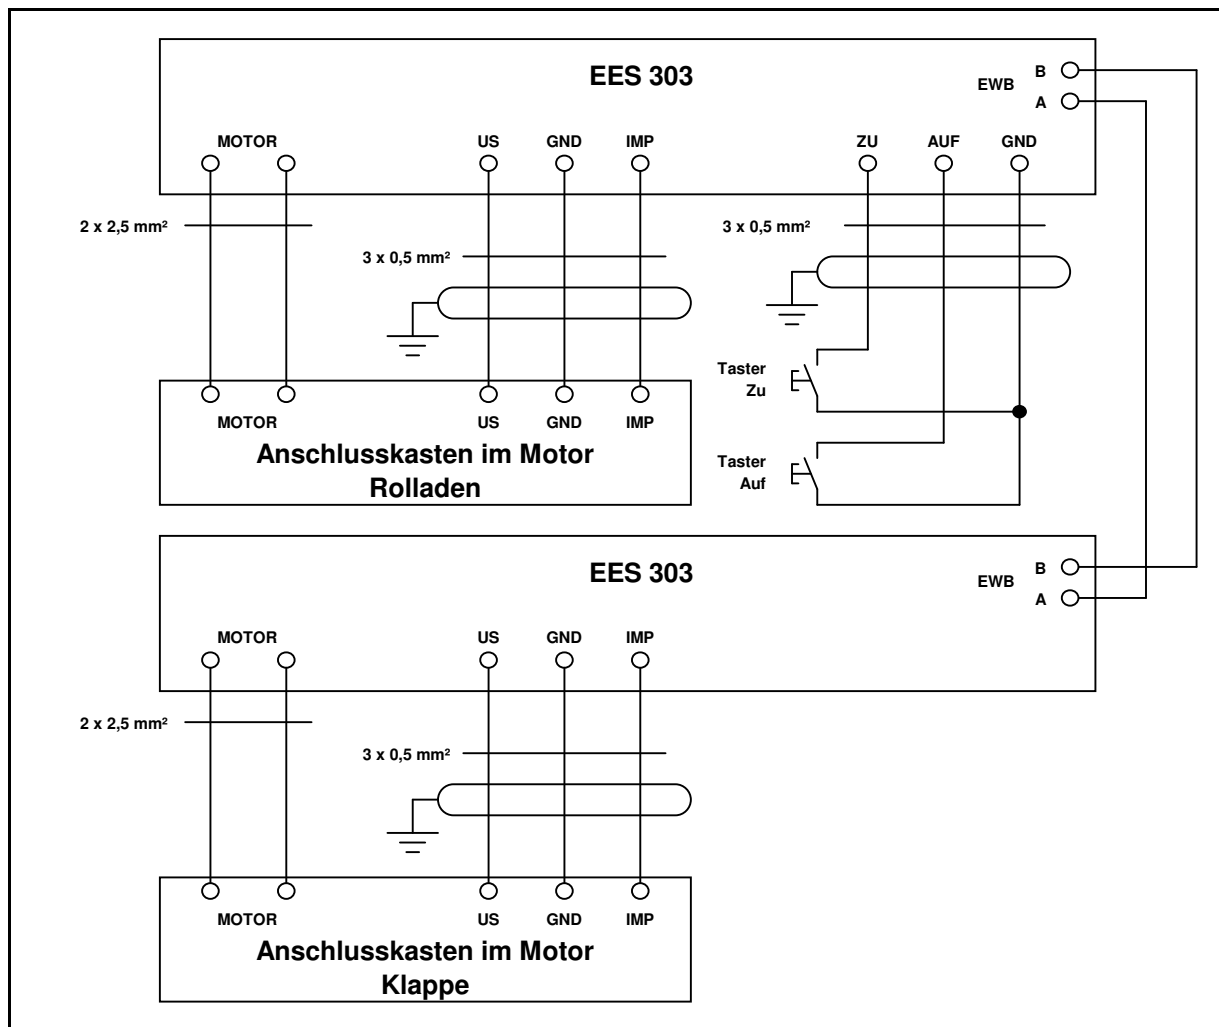 EES 303
B
EWB
A
MOTOR US GND IMP ZU AUF GND
2 x 2,5 mm²
3 x 0,5 mm²
3 x 0,5 mm²
Taster
Zu
MOTOR US GND IMP
Anschlusskasten im Motor
Rolladen
Taster
Auf
EES 303
B
EWB
A
MOTOR US GND IMP
2 x 2,5 mm²
3 x 0,5 mm²
MOTOR US GND IMP
Anschlusskasten im Motor
Klappe